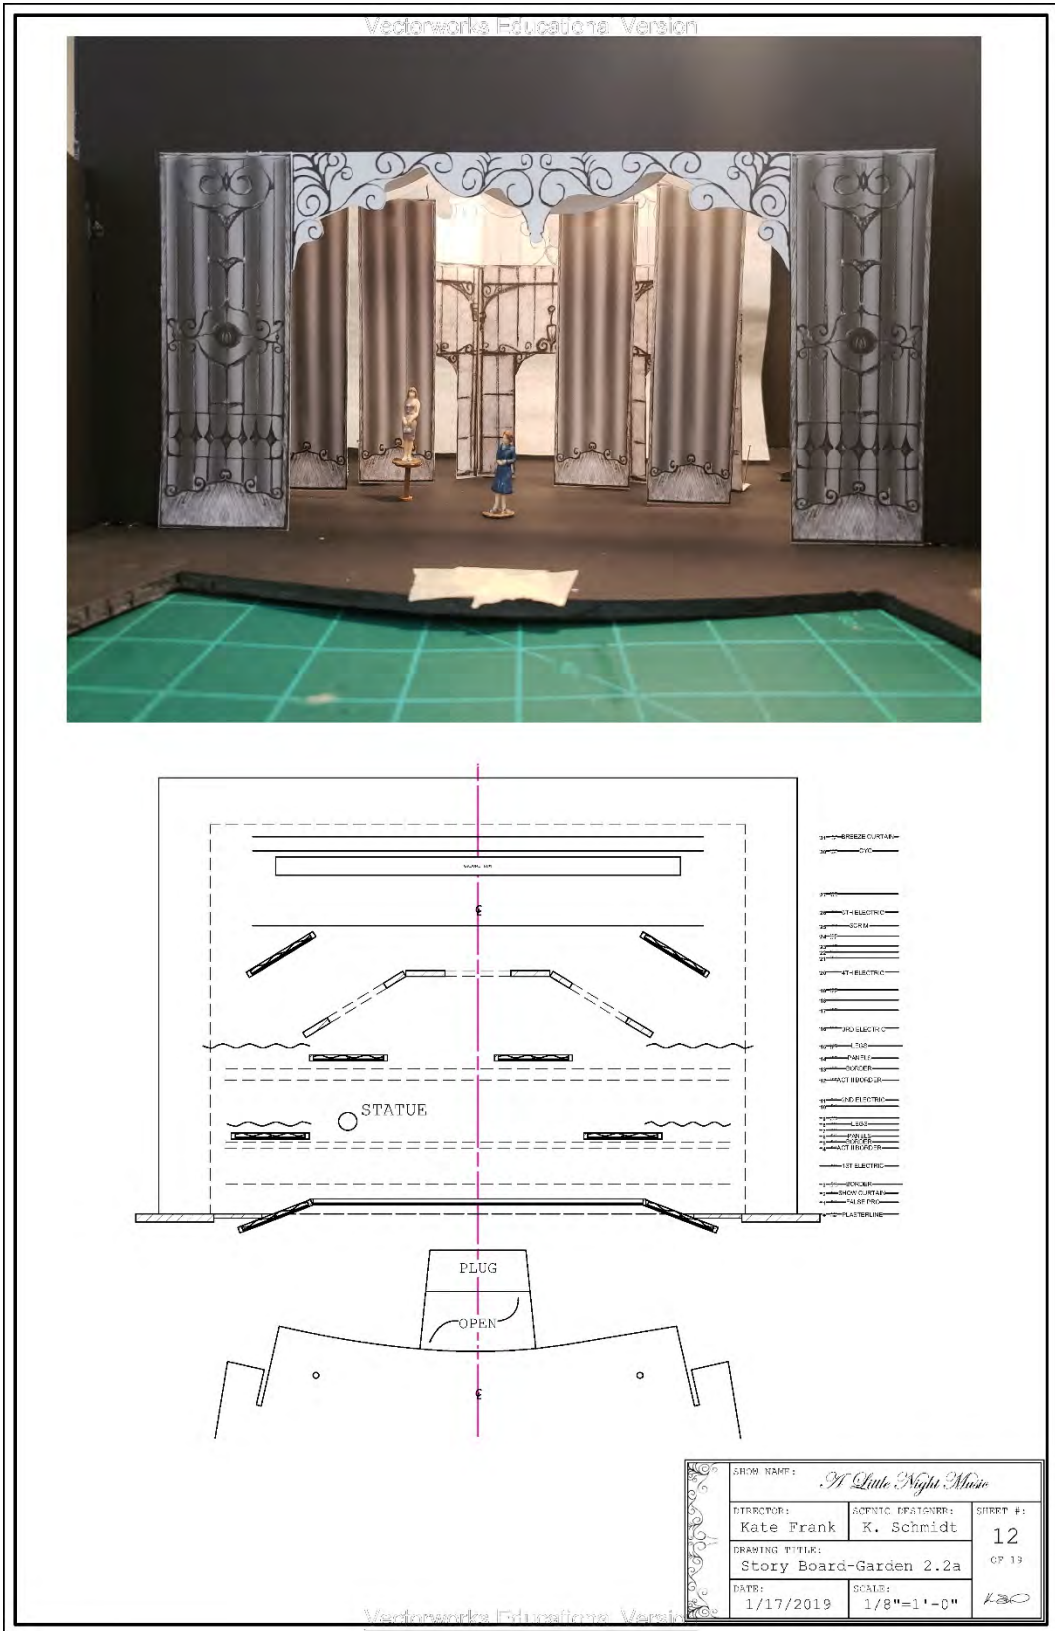 Vectorworks Educational Version
BREEZE CURTAIN
CYC
5TH ELECTRIC
SCRIM
4TH ELECTRIC
3RD ELECTRIC
LEGS
PANELS
BORDER
ACT II BORDER
2ND ELECTRIC
LEGS
PANELS
BORDER
ACT II BORDER
1ST ELECTRIC
BORDER
SHOW CURTAIN
FALSE PRO
PLASTERLINE
STATUE
PLUG
OPEN
SHOW NAME:
A Little Night Music
DIRECTOR:
Kate Frank
SCENIC DESIGNER:
K. Schmidt
SHEET #:
12
OF 19
DRAWING TITLE:
Story Board-Garden 2.2a
DATE:
1/17/2019
SCALE:
1/8"=1'-0"
Vectorworks Educational Version